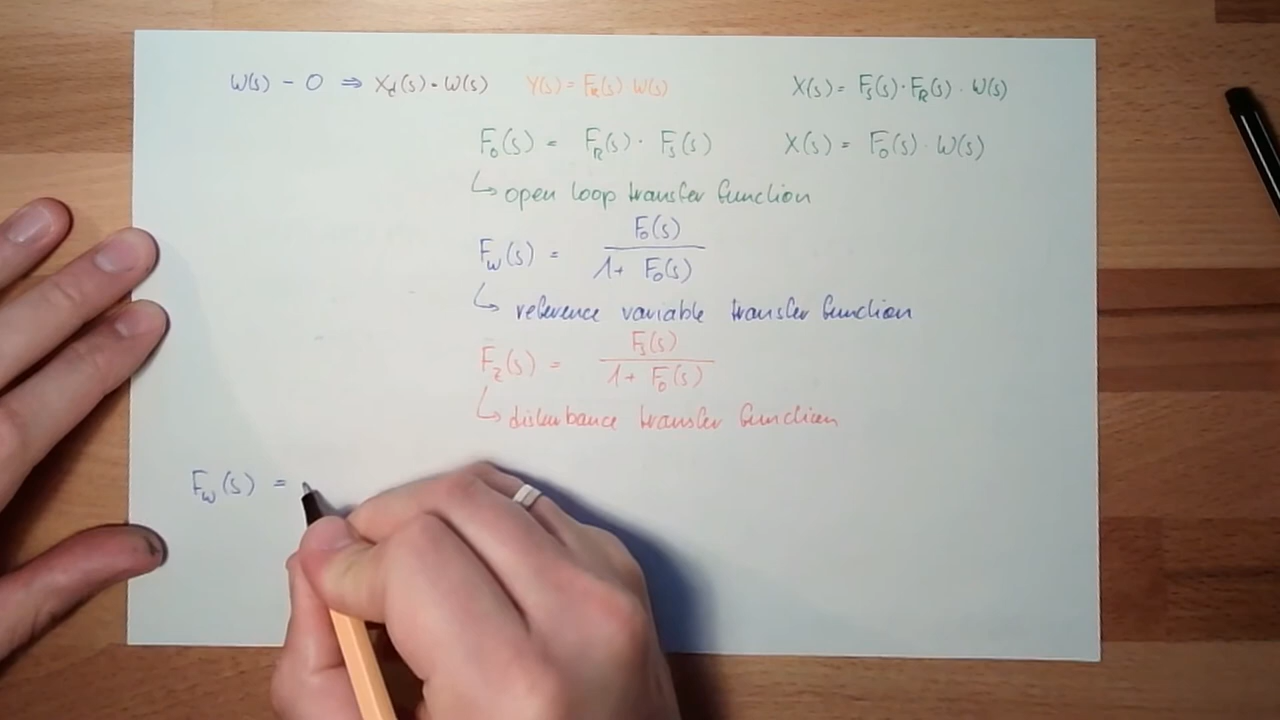 W(s) - 0 ⇒ Xd(s) = W(s) Y(s) = FR(s) W(s) X(s) = FS(s) · FR(s) · W(s)
F0(s) = FR(s) · FS(s) X(s) = F0(s) · W(s)
↳ open loop transfer function
Fw(s) = F0(s) / 1 + F0(s)
↳ reference variable transfer function
Fz(s) = FS(s) / 1 + F0(s)
↳ disturbance transfer function
Fw(s) =